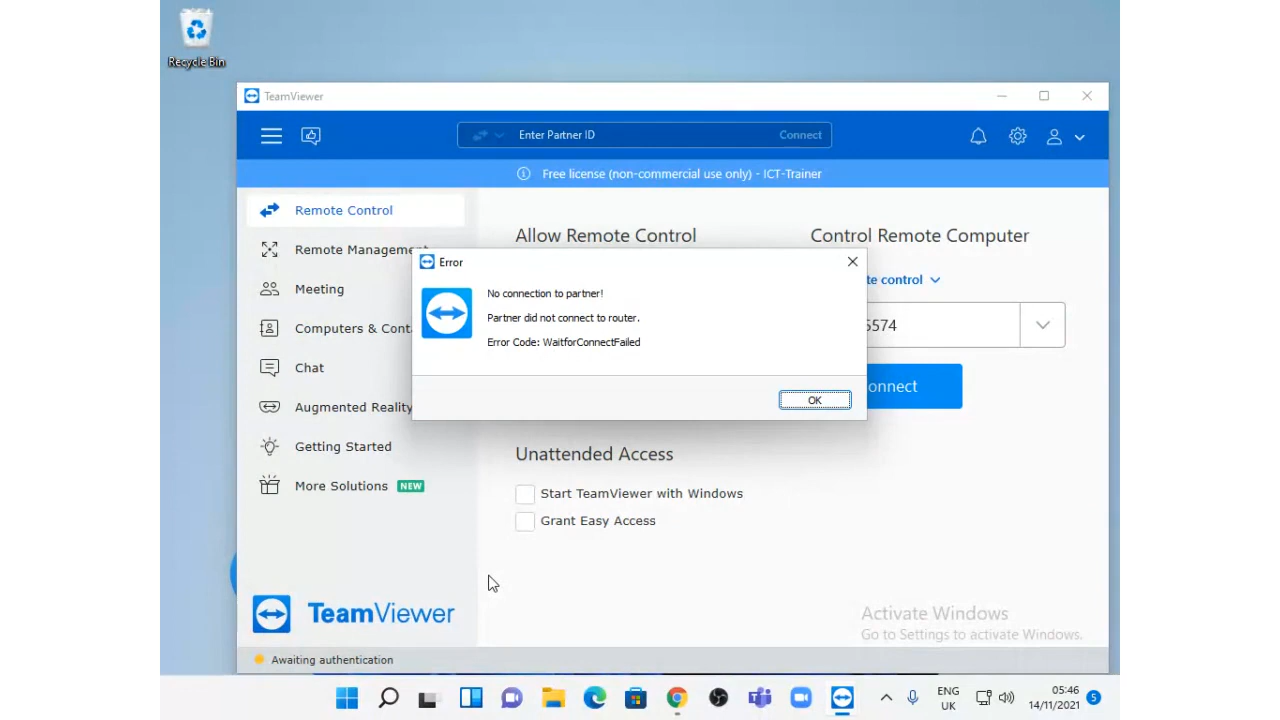 Recycle Bin
TeamViewer
Enter Partner ID
Connect
Free license (non-commercial use only) - ICT-Trainer
Remote Control
Remote Management
Meeting
Computers &
Chat
Augmented Reality
Getting Started
More Solutions NEW
TeamViewer
Awaiting authentication
Allow Remote Control
Control Remote Computer
control
5574
Error
No connection to partner!
Partner did not connect to router.
Error Code: WaitforConnectFailed
OK
Unattended Access
Start TeamViewer with Windows
Grant Easy Access
Activate Windows
Go to Settings to activate Windows.
ENG
UK
05:46
14/11/2021
5